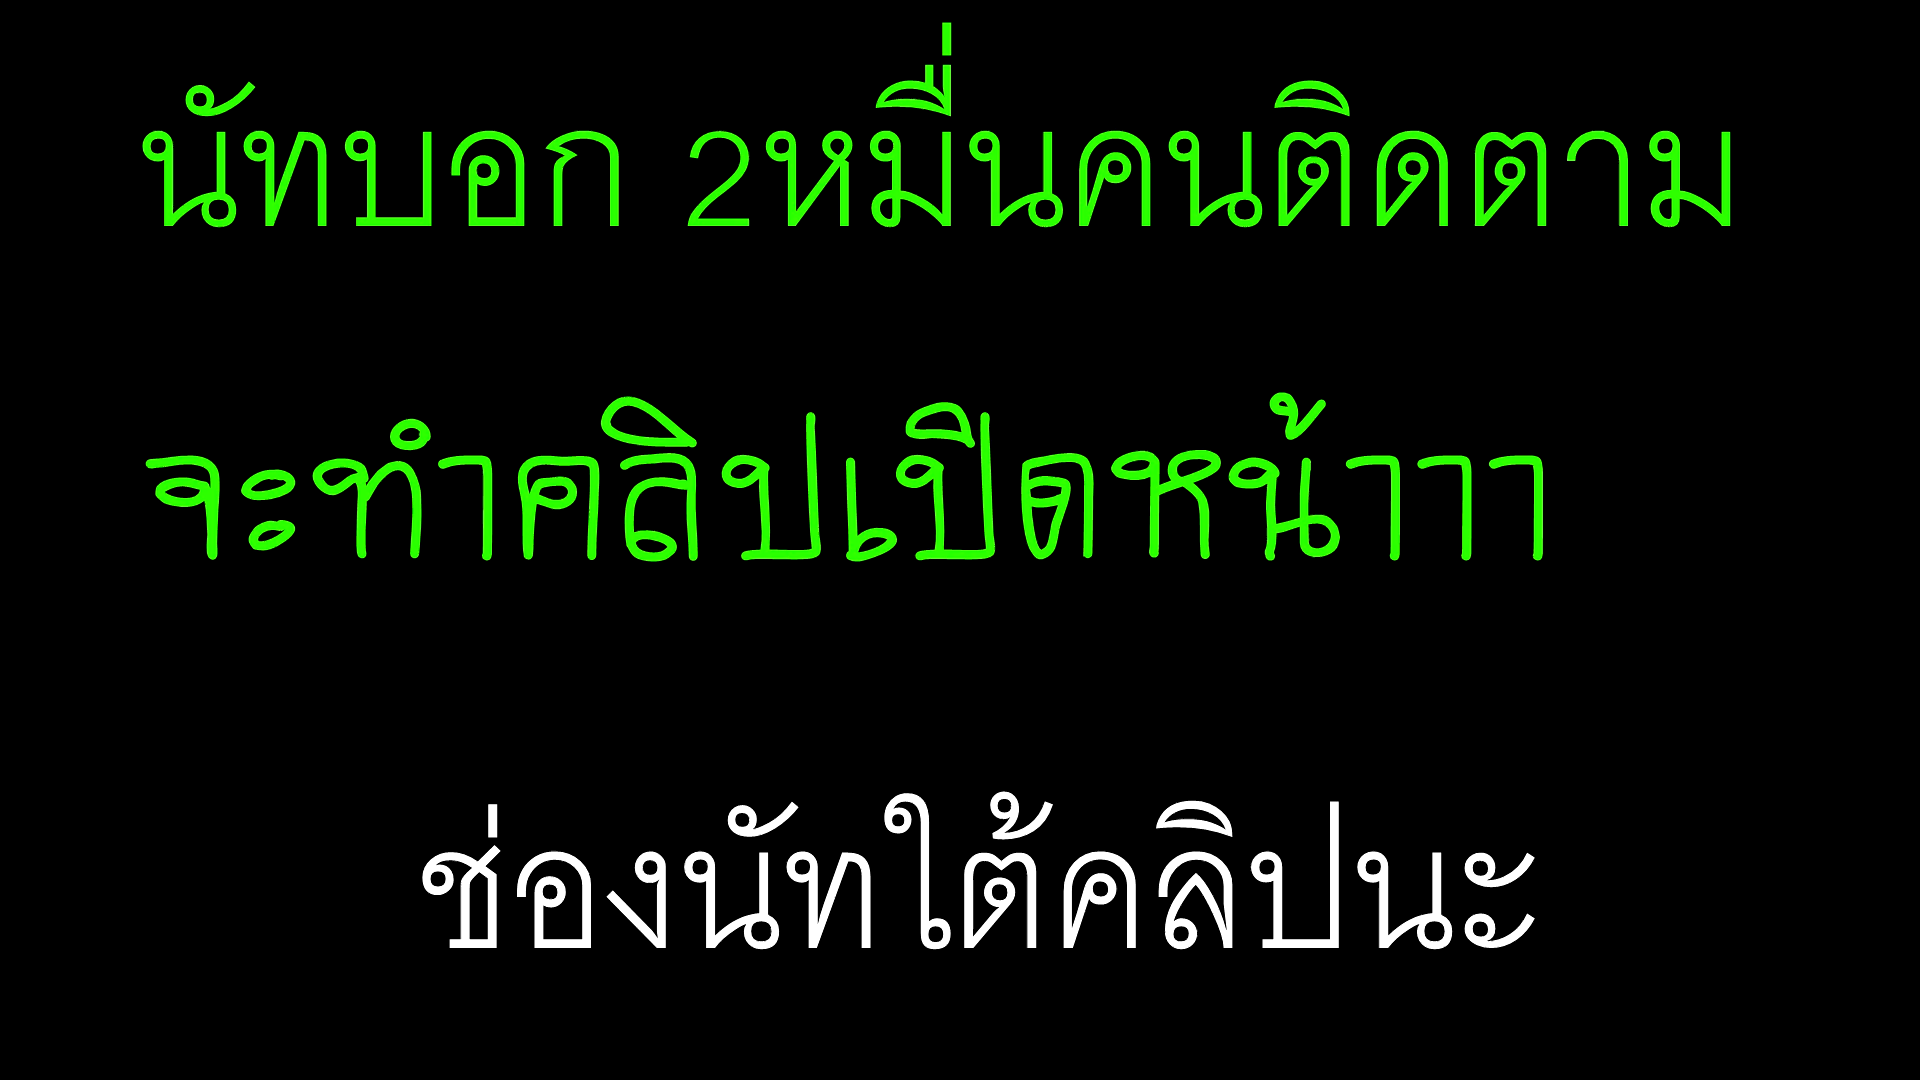 นัทบอก 2หมื่นคนติดตาม
จะทำคลิปเปิดหน้าาา
ช่องนัทใต้คลิปนะ